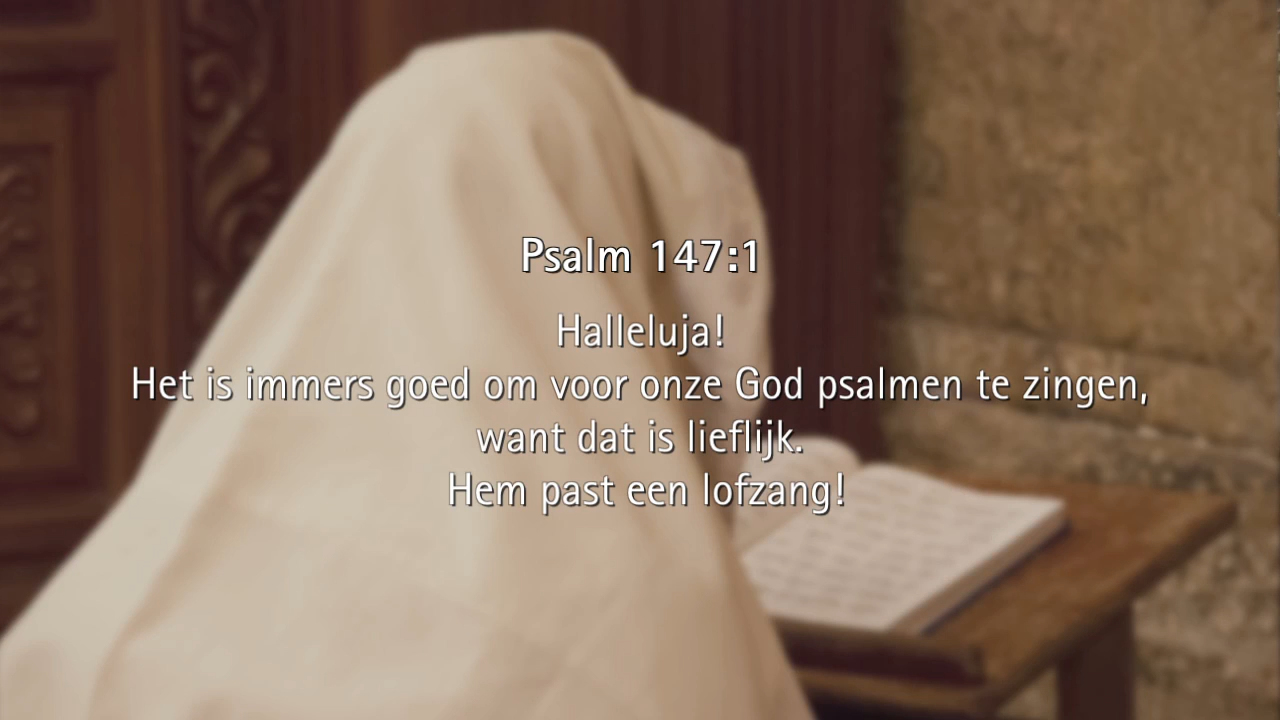 Psalm 147:1
Halleluja!
Het is immers goed om voor onze God psalmen te zingen,
want dat is lieflijk.
Hem past een lofzang!